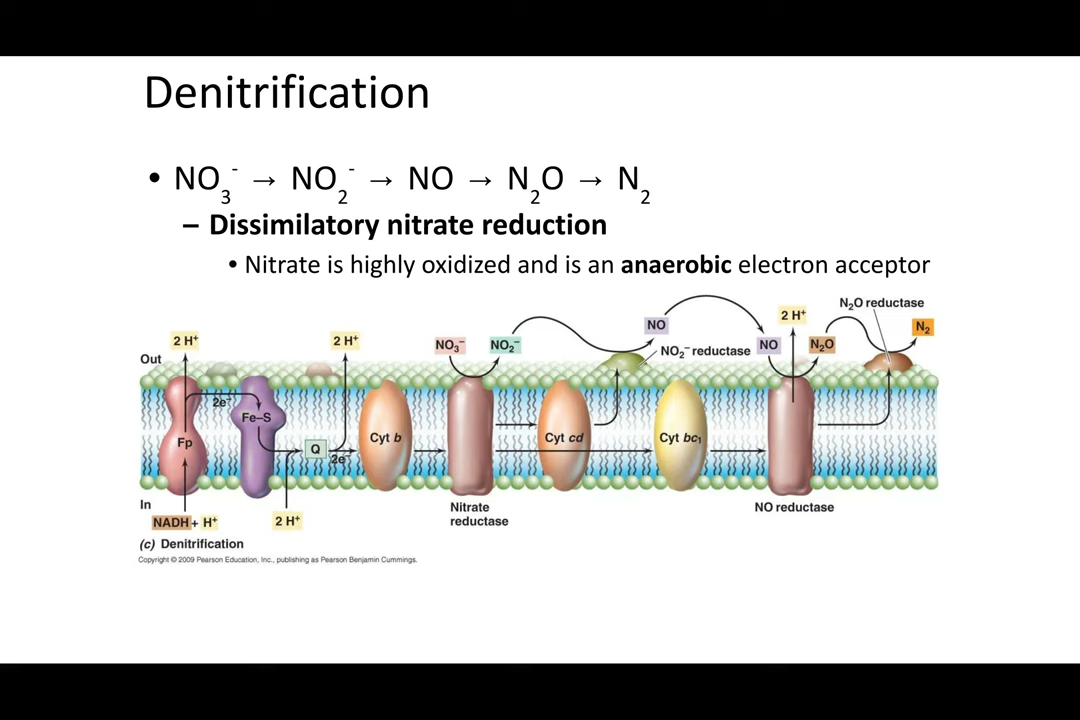 Denitrification
• NO₃⁻ → NO₂⁻ → NO → N₂O → N₂
– Dissimilatory nitrate reduction
• Nitrate is highly oxidized and is an anaerobic electron acceptor
N₂O reductase
2 H⁺
NO
N₂
2 H⁺
2 H⁺
NO₃⁻
NO₂⁻
NO₂⁻ reductase
NO
N₂O
Out
2e⁻
Fe–S
Fp
Q
2e⁻
Cyt b
Cyt cd
Cyt bc₁
In
NADH + H⁺
2 H⁺
Nitrate
reductase
NO reductase
(c) Denitrification
Copyright © 2009 Pearson Education, Inc., publishing as Pearson Benjamin Cummings.